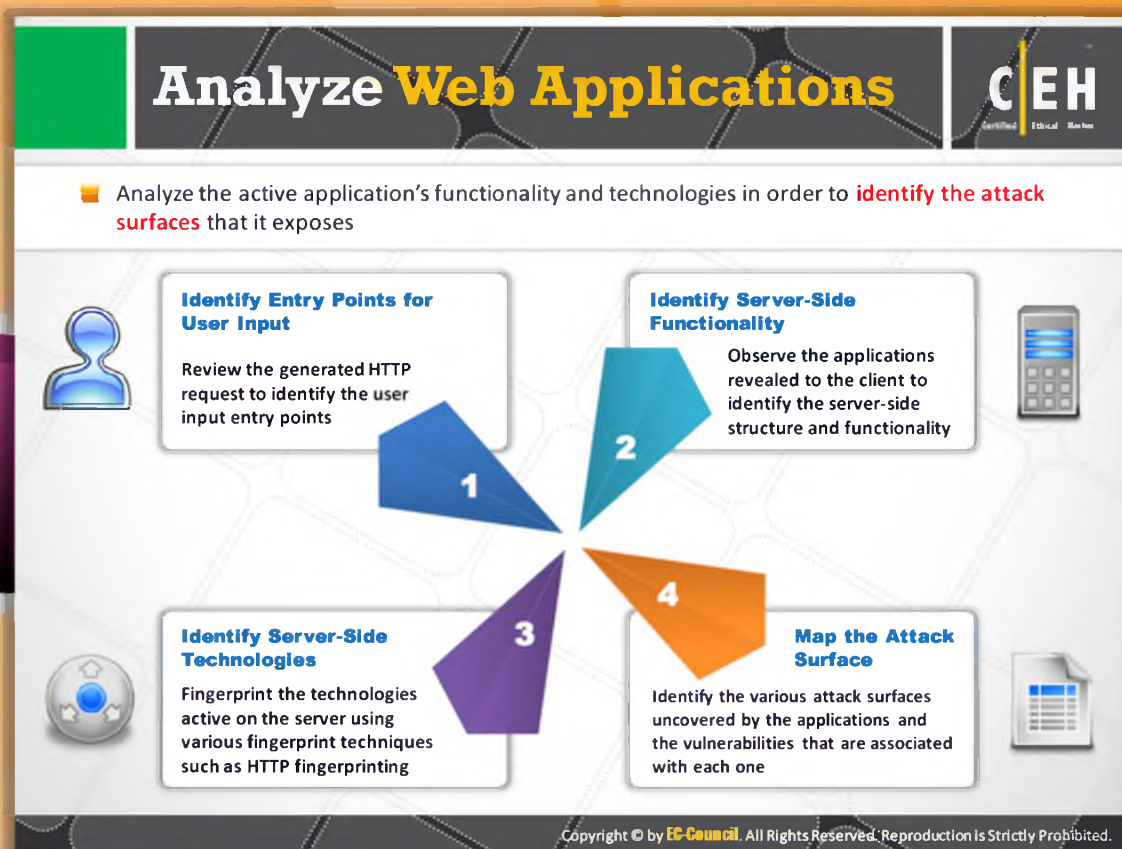 Analyze Web Applications
C|EH
Certified Ethical Hacker
Analyze the active application's functionality and technologies in order to identify the attack
surfaces that it exposes
Identify Entry Points for
User Input
Review the generated HTTP
request to identify the user
input entry points
1
Identify Server-Side
Functionality
Observe the applications
revealed to the client to
identify the server-side
structure and functionality
2
Identify Server-Side
Technologies
Fingerprint the technologies
active on the server using
various fingerprint techniques
such as HTTP fingerprinting
3
4
Map the Attack
Surface
Identify the various attack surfaces
uncovered by the applications and
the vulnerabilities that are associated
with each one
Copyright © by EC-Council. All Rights Reserved. Reproduction is Strictly Prohibited.